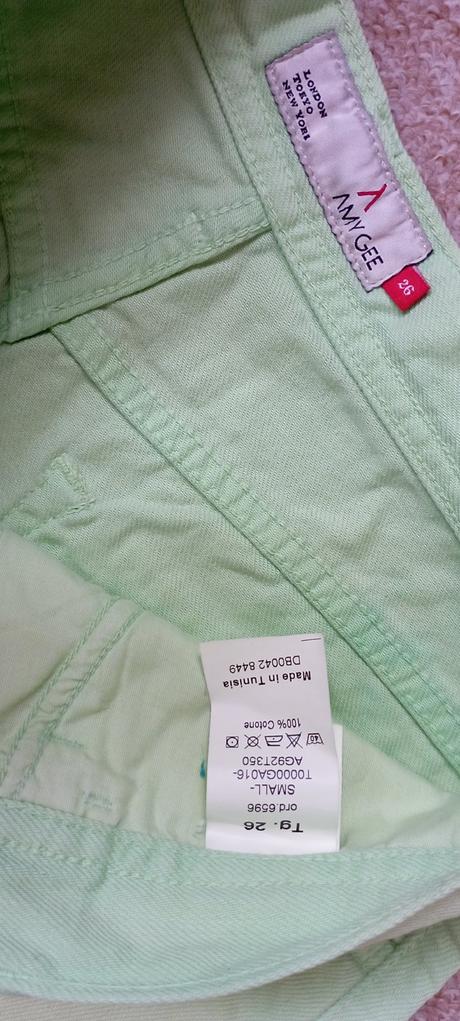 LONDON
TOKYO
NEW YORK
AMY GEE
26
Tg. 26
ord.6596
SMALL-
T0000GA016-
AG92T350
40
100% Cotone
Made in Tunisia
DB0042 8449